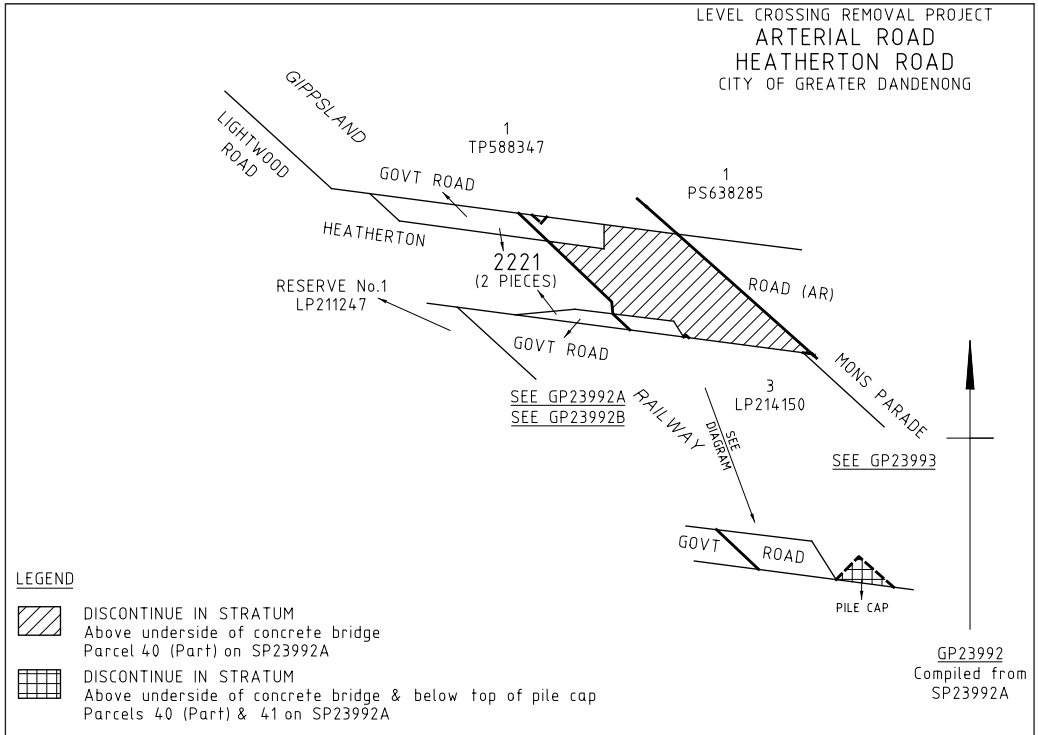 LEVEL CROSSING REMOVAL PROJECT
ARTERIAL ROAD
HEATHERTON ROAD
CITY OF GREATER DANDENONG
GIPPSLAND
LIGHTWOOD
ROAD
1
TP588347
1
PS638285
GOVT ROAD
HEATHERTON
2221
(2 PIECES)
RESERVE No.1
LP211247
ROAD (AR)
GOVT ROAD
MONS PARADE
3
LP214150
SEE GP23992A
SEE GP23992B
RAILWAY
SEE
DIAGRAM
SEE GP23993
GOVT
ROAD
PILE CAP
LEGEND
DISCONTINUE IN STRATUM
Above underside of concrete bridge
Parcel 40 (Part) on SP23992A
DISCONTINUE IN STRATUM
Above underside of concrete bridge & below top of pile cap
Parcels 40 (Part) & 41 on SP23992A
GP23992
Compiled from
SP23992A